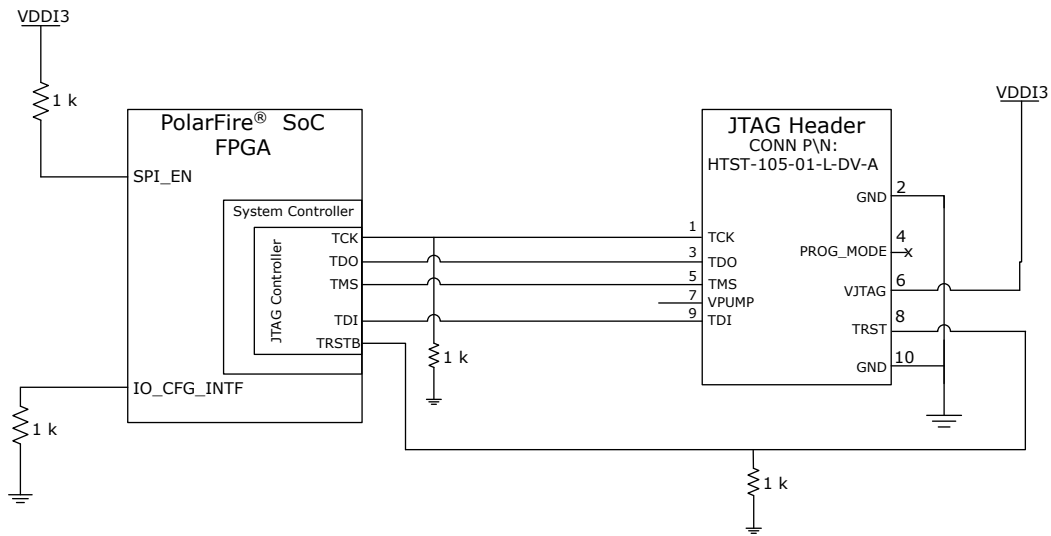 VDDI3
1 k
VDDI3
PolarFire® SoC
FPGA
JTAG Header
CONN P\N:
HTST-105-01-L-DV-A
SPI_EN
GND
2
System Controller
JTAG Controller
TCK
1
TCK
PROG_MODE
4
x
TDO
3
TDO
TMS
5
TMS
VJTAG
6
7
VPUMP
TDI
9
TDI
TRST
8
TRSTB
1 k
GND
10
IO_CFG_INTF
1 k
1 k